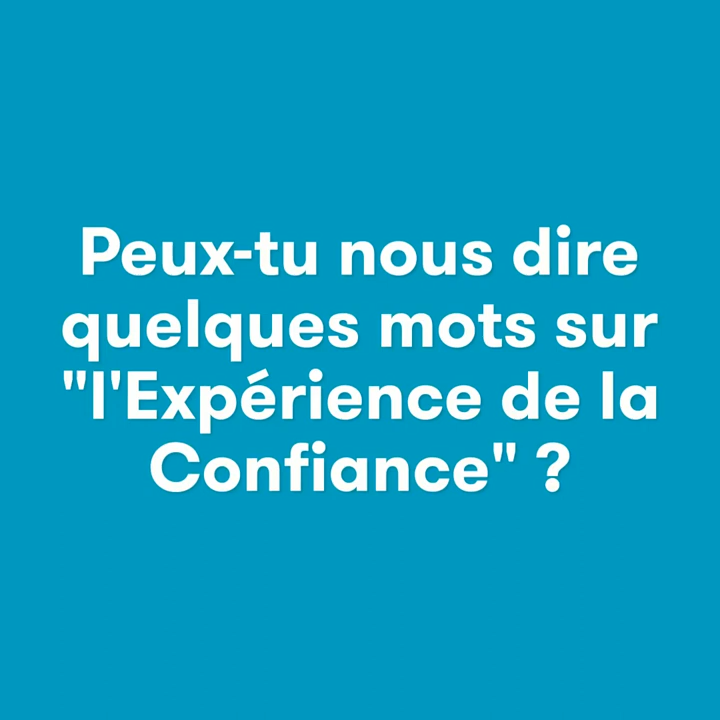 Peux-tu nous dire
quelques mots sur
"l'Expérience de la
Confiance" ?